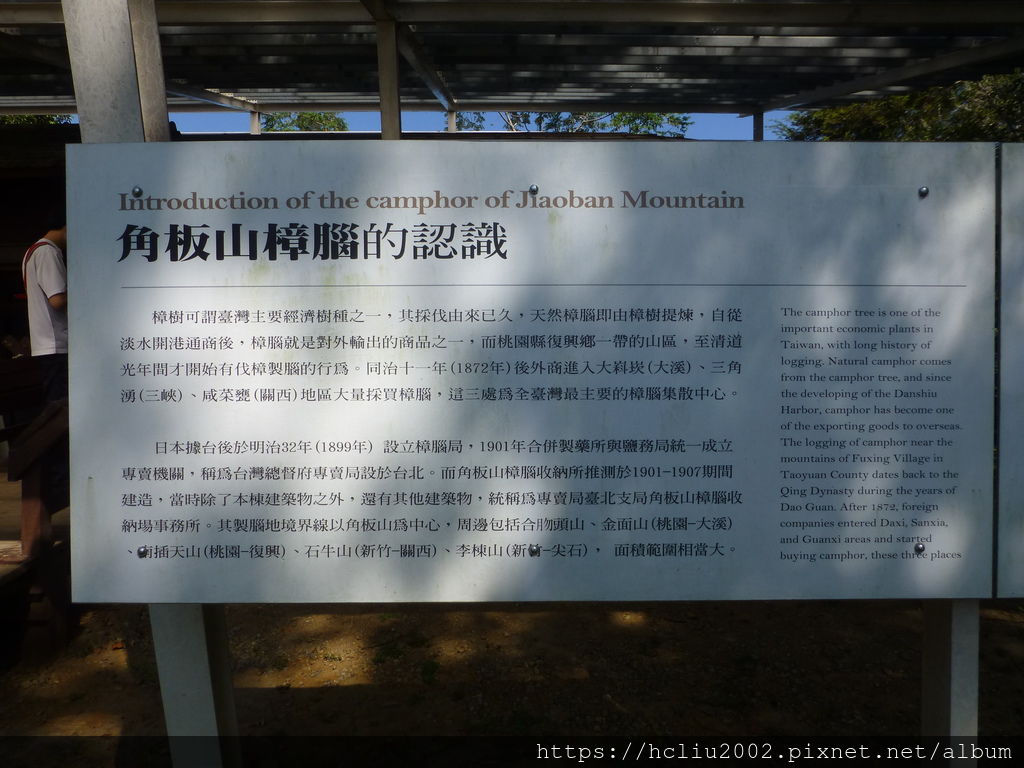 Introduction of the camphor of Jiaoban Mountain
角板山樟腦的認識
樟樹可謂臺灣主要經濟樹種之一，其採伐由來已久，天然樟腦即由樟樹提煉，自從
淡水開港通商後，樟腦就是對外輸出的商品之一，而桃園縣復興鄉一帶的山區，至清道
光年間才開始有伐樟製腦的行為。同治十一年(1872年)後外商進入大嵙崁(大溪)、三角
湧(三峽)、咸菜甕(關西)地區大量採買樟腦，這三處為全臺灣最主要的樟腦集散中心。
日本據台後於明治32年(1899年) 設立樟腦局，1901年合併製藥所與鹽務局統一成立
專賣機關，稱為台灣總督府專賣局設於台北。而角板山樟腦收納所推測於1901-1907期間
建造，當時除了本棟建築物之外，還有其他建築物，統稱為專賣局臺北支局角板山樟腦收
納場事務所。其製腦地境界線以角板山為中心，周邊包括合脗頭山、金面山(桃園-大溪)
、南插天山(桃園-復興)、石牛山(新竹-關西)、李棟山(新竹-尖石)， 面積範圍相當大。
The camphor tree is one of the
important economic plants in
Taiwan, with long history of
logging. Natural camphor comes
from the camphor tree, and since
the developing of the Danshiu
Harbor, camphor has become one
of the exporting goods to overseas.
The logging of camphor near the
mountains of Fuxing Village in
Taoyuan County dates back to the
Qing Dynasty during the years of
Dao Guan. After 1872, foreign
companies entered Daxi, Sanxia,
and Guanxi areas and started
buying camphor, these three places
https://hcliu2002.pixnet.net/album